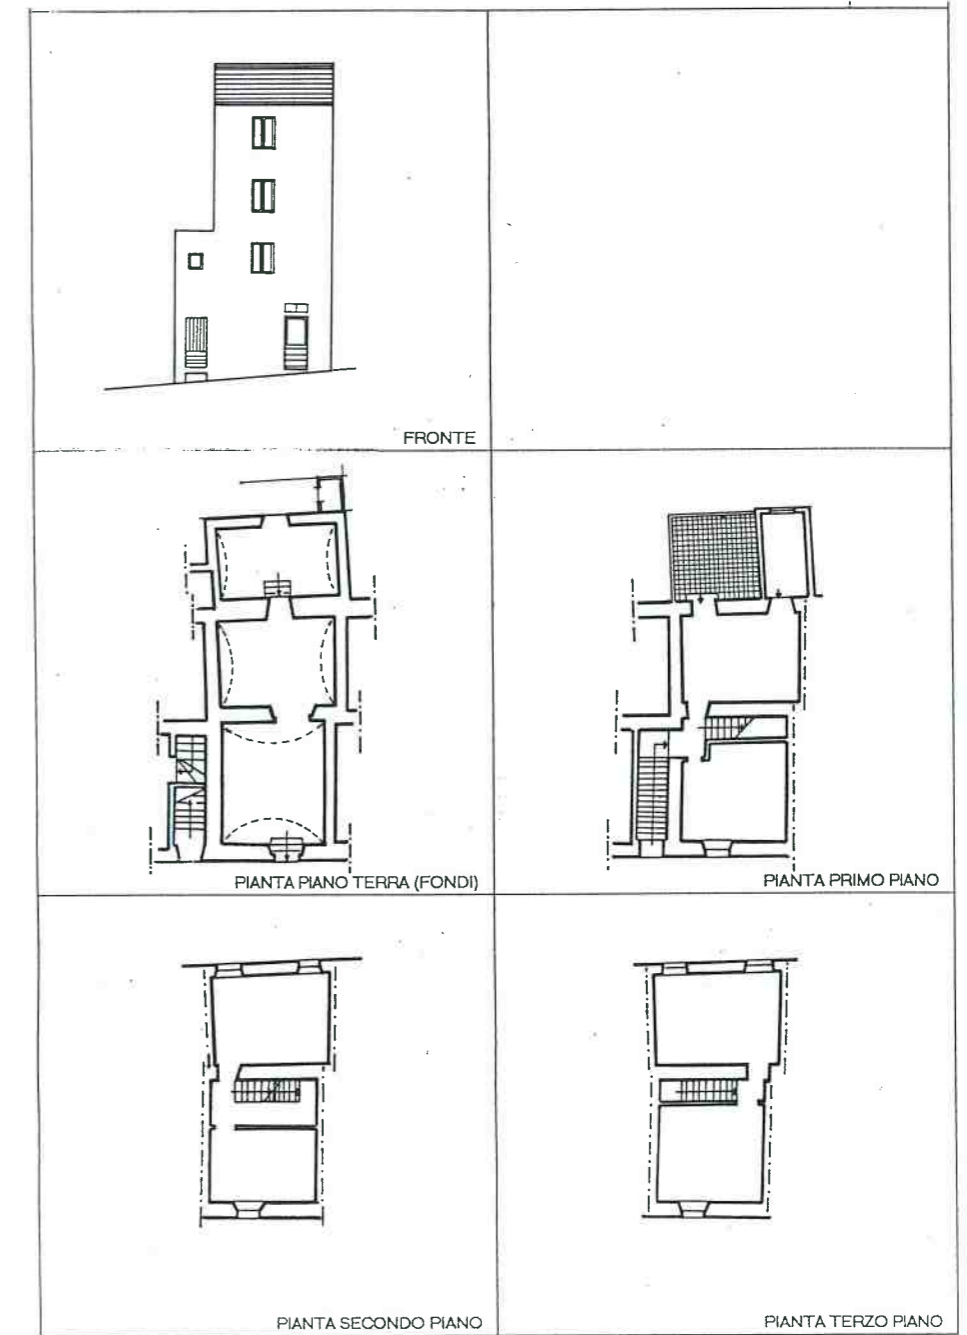 FRONTE
PIANTA PIANO TERRA (FONDI)
PIANTA PRIMO PIANO
PIANTA SECONDO PIANO
PIANTA TERZO PIANO